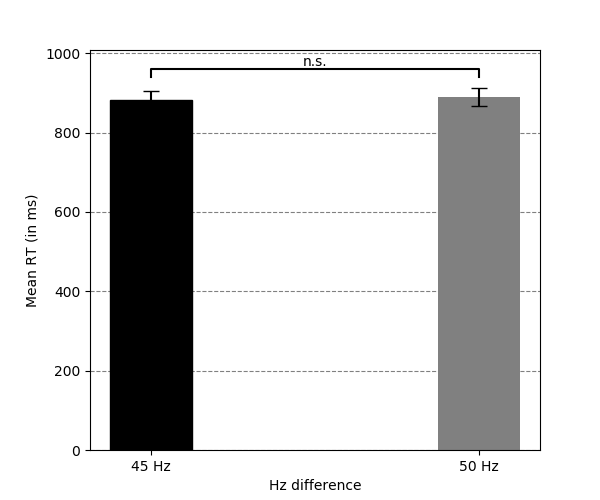 1000
n.s.
800
600
400
200
0
Mean RT (in ms)
45 Hz
50 Hz
Hz difference